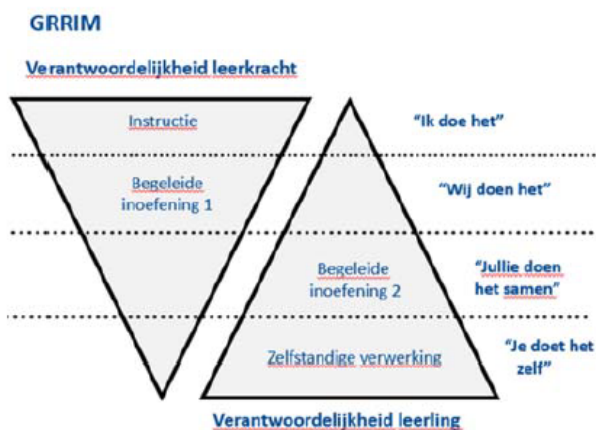 GRRIM
Verantwoordelijkheid leerkracht
Instructie
"Ik doe het"
Begeleide
inoefening 1
"Wij doen het"
Begeleide
inoefening 2
"Jullie doen
het samen"
Zelfstandige verwerking
"Je doet het
zelf"
Verantwoordelijkheid leerling